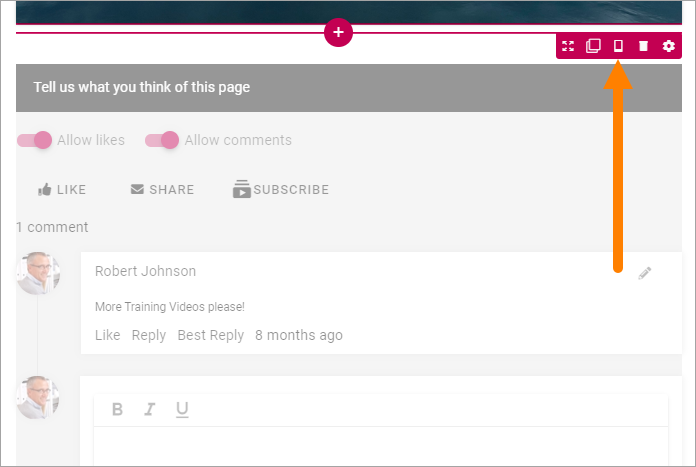 Tell us what you think of this page
Allow likes Allow comments
LIKE SHARE SUBSCRIBE
1 comment
Robert Johnson
More Training Videos please!
Like Reply Best Reply 8 months ago
B I U